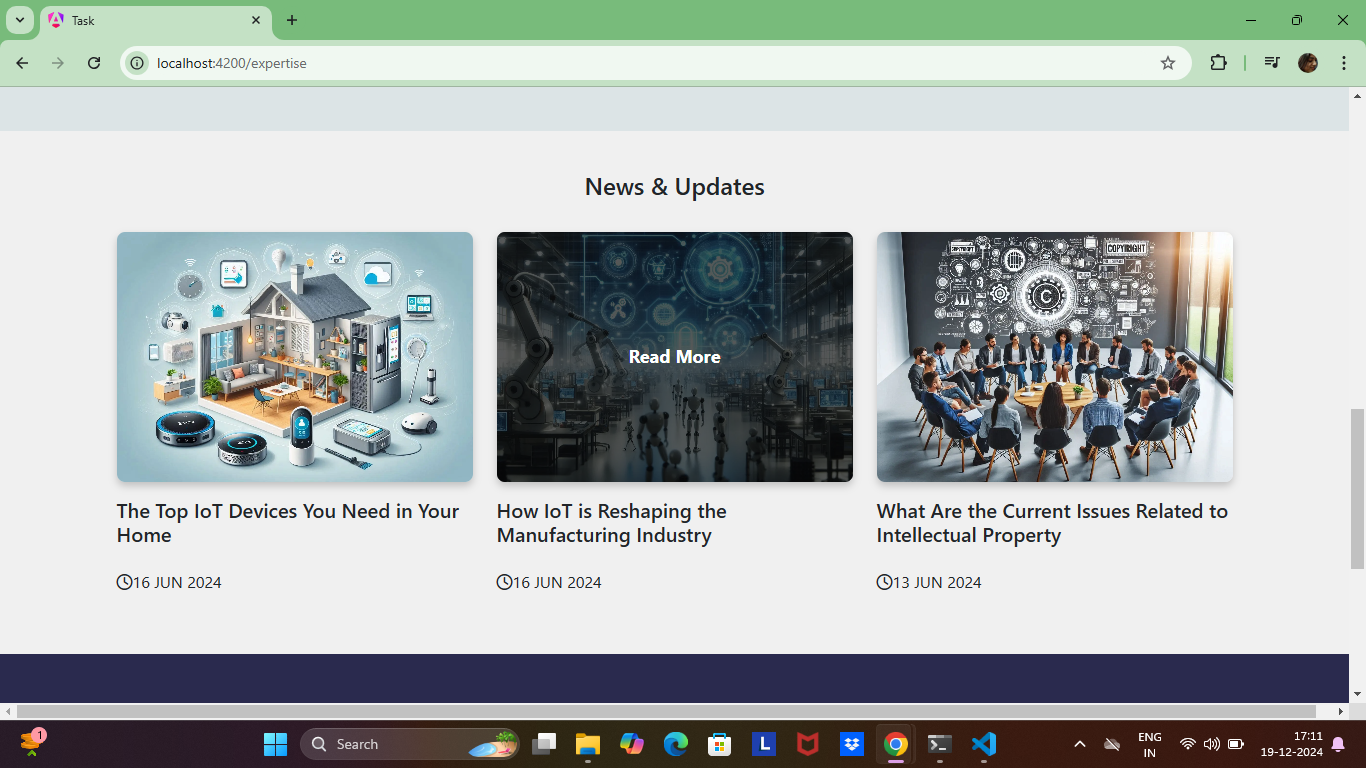 Task
localhost:4200/expertise
News & Updates
Read More
COPYRIGHT
The Top IoT Devices You Need in Your
Home
How IoT is Reshaping the
Manufacturing Industry
What Are the Current Issues Related to
Intellectual Property
16 JUN 2024
16 JUN 2024
13 JUN 2024
1
Search
L
ENG
IN
17:11
19-12-2024